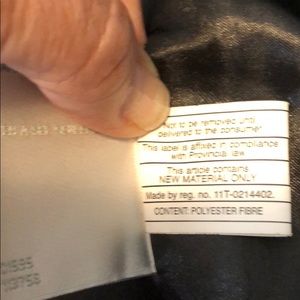 Not to be removed until
delivered to the consumer
This label is affixed in compliance
with Provincial law
This article contains
NEW MATERIAL ONLY
Made by reg. no. 11T-0214402.
CONTENT: POLYESTER FIBRE